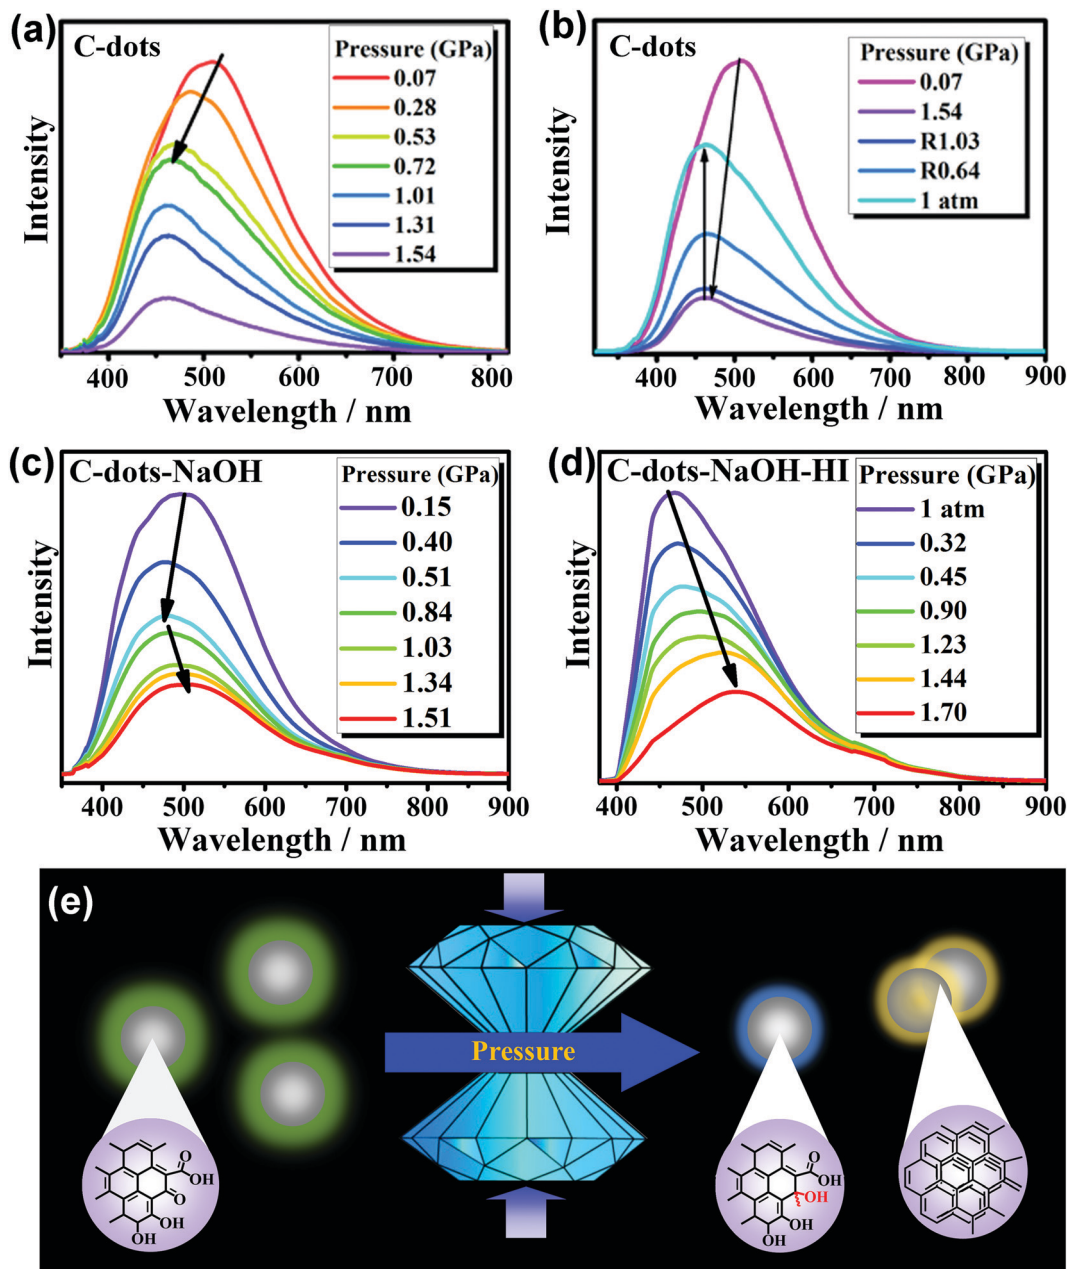 (a)
C-dots
Pressure (GPa)
0.07
0.28
0.53
0.72
1.01
1.31
1.54
Intensity
400 500 600 700 800
Wavelength / nm
(b)
C-dots
Pressure (GPa)
0.07
1.54
R1.03
R0.64
1 atm
Intensity
400 500 600 700 800 900
Wavelength / nm
(c)
C-dots-NaOH
Pressure (GPa)
0.15
0.40
0.51
0.84
1.03
1.34
1.51
Intensity
400 500 600 700 800 900
Wavelength / nm
(d)
C-dots-NaOH-HI
Pressure (GPa)
1 atm
0.32
0.45
0.90
1.23
1.44
1.70
Intensity
400 500 600 700 800 900
Wavelength / nm
(e)
Pressure
O
OH
O
OH
OH
O
OH
OH
OH
OH